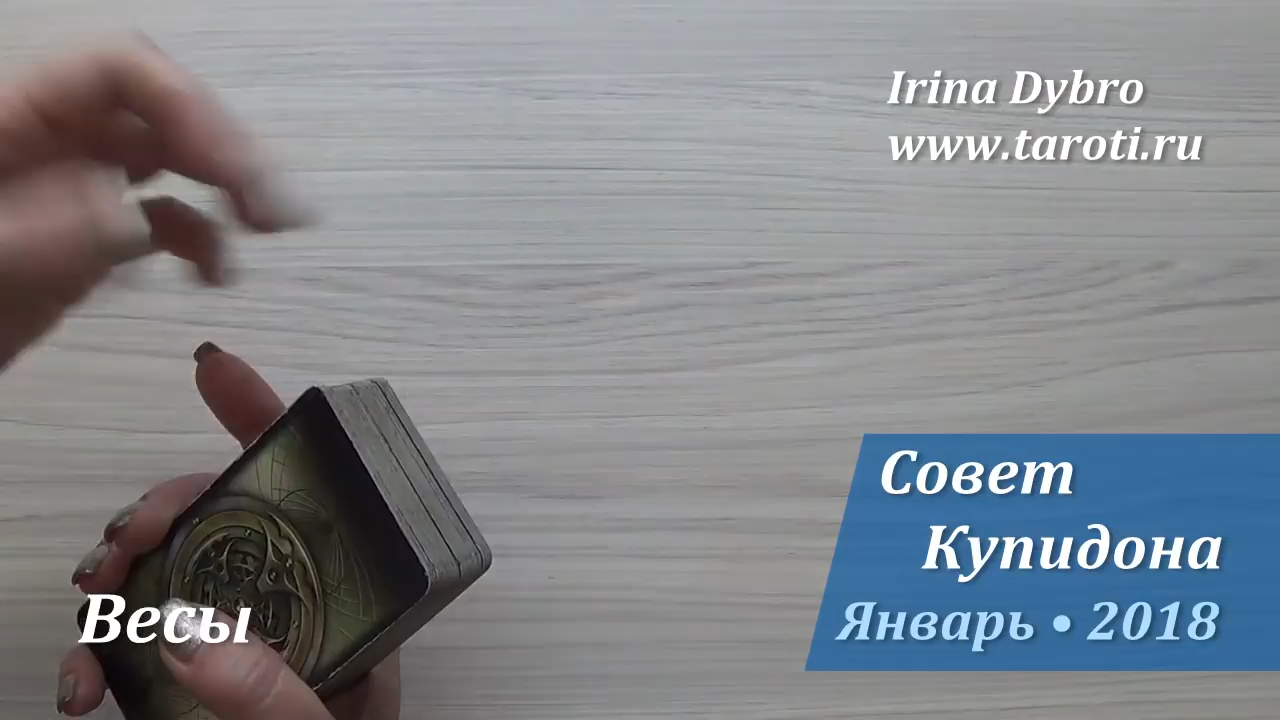 Irina Dybro
www.taroti.ru
Совет
Купидона
Январь • 2018
Весы